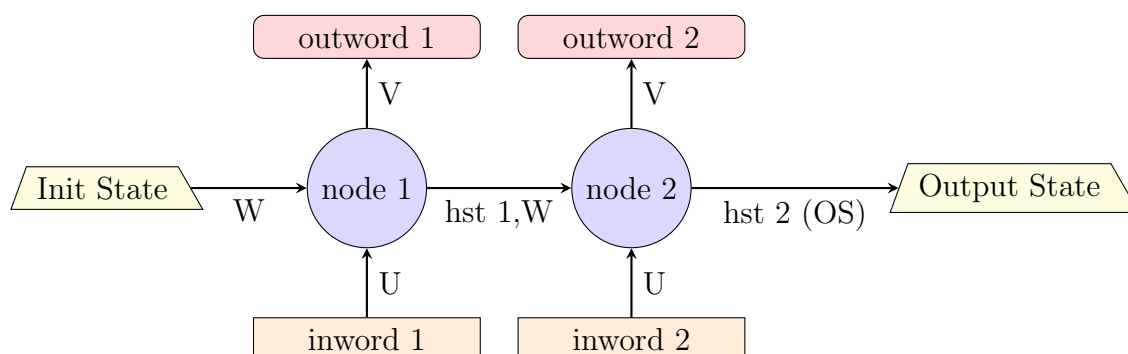 outword 1
outword 2
V
V
Init State
W
node 1
hst 1,W
node 2
hst 2 (OS)
Output State
U
U
inword 1
inword 2